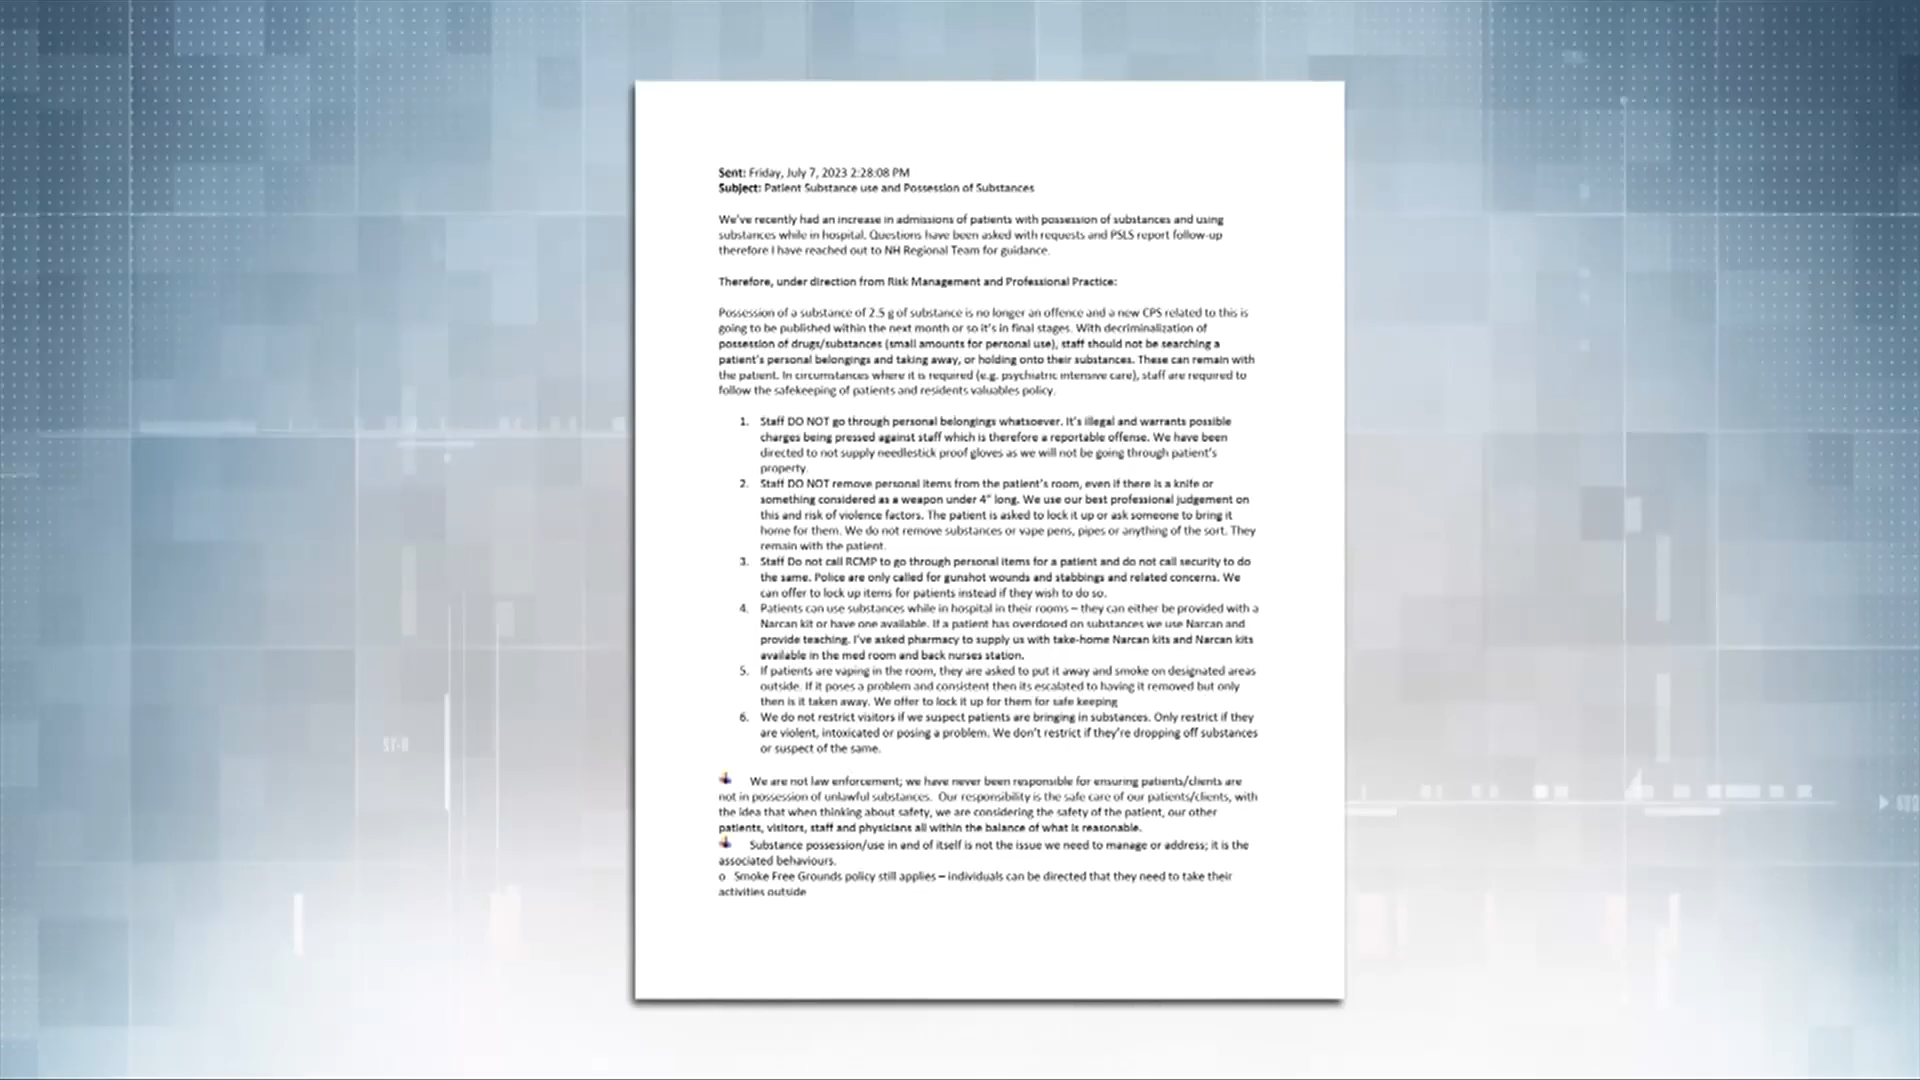 Sent: Friday, July 7, 2023 2:28:08 PM
Subject: Patient Substance use and Possession of Substances
We've recently had an increase in admissions of patients with possession of substances and using
substances while in hospital. Questions have been asked with requests and PSLS report follow-up
therefore I have reached out to NH Regional Team for guidance.
Therefore, under direction from Risk Management and Professional Practice:
Possession of a substance of 2.5 g of substance is no longer an offence and a new CPS related to this is
going to be published within the next month or so it's in final stages. With decriminalization of
possession of drugs/substances (small amounts for personal use), staff should not be searching a
patient's personal belongings and taking away, or holding onto their substances. These can remain with
the patient. In circumstances where it is required (e.g. psychiatric intensive care), staff are required to
follow the safekeeping of patients and residents valuables policy.
1. Staff DO NOT go through personal belongings whatsoever. It's illegal and warrants possible
charges being pressed against staff which is therefore a reportable offense. We have been
directed to not supply needlestick proof gloves as we will not be going through patient's
property.
2. Staff DO NOT remove personal items from the patient's room, even if there is a knife or
something considered as a weapon under 4" long. We use our best professional judgement on
this and risk of violence factors. The patient is asked to lock it up or ask someone to bring it
home for them. We do not remove substances or vape pens, pipes or anything of the sort. They
remain with the patient.
3. Staff Do not call RCMP to go through personal items for a patient and do not call security to do
the same. Police are only called for gunshot wounds and stabbings and related concerns. We
can offer to lock up items for patients instead if they wish to do so.
4. Patients can use substances while in hospital in their rooms – they can either be provided with a
Narcan kit or have one available. If a patient has overdosed on substances we use Narcan and
provide teaching. I've asked pharmacy to supply us with take-home Narcan kits and Narcan kits
available in the med room and back nurses station.
5. If patients are vaping in the room, they are asked to put it away and smoke on designated areas
outside. If it poses a problem and consistent then its escalated to having it removed but only
then is it taken away. We offer to lock it up for them for safe keeping
6. We do not restrict visitors if we suspect patients are bringing in substances. Only restrict if they
are violent, intoxicated or posing a problem. We don't restrict if they're dropping off substances
or suspect of the same.
We are not law enforcement; we have never been responsible for ensuring patients/clients are
not in possession of unlawful substances. Our responsibility is the safe care of our patients/clients, with
the idea that when thinking about safety, we are considering the safety of the patient, our other
patients, visitors, staff and physicians all within the balance of what is reasonable.
Substance possession/use in and of itself is not the issue we need to manage or address; it is the
associated behaviours.
o Smoke Free Grounds policy still applies – individuals can be directed that they need to take their
activities outside